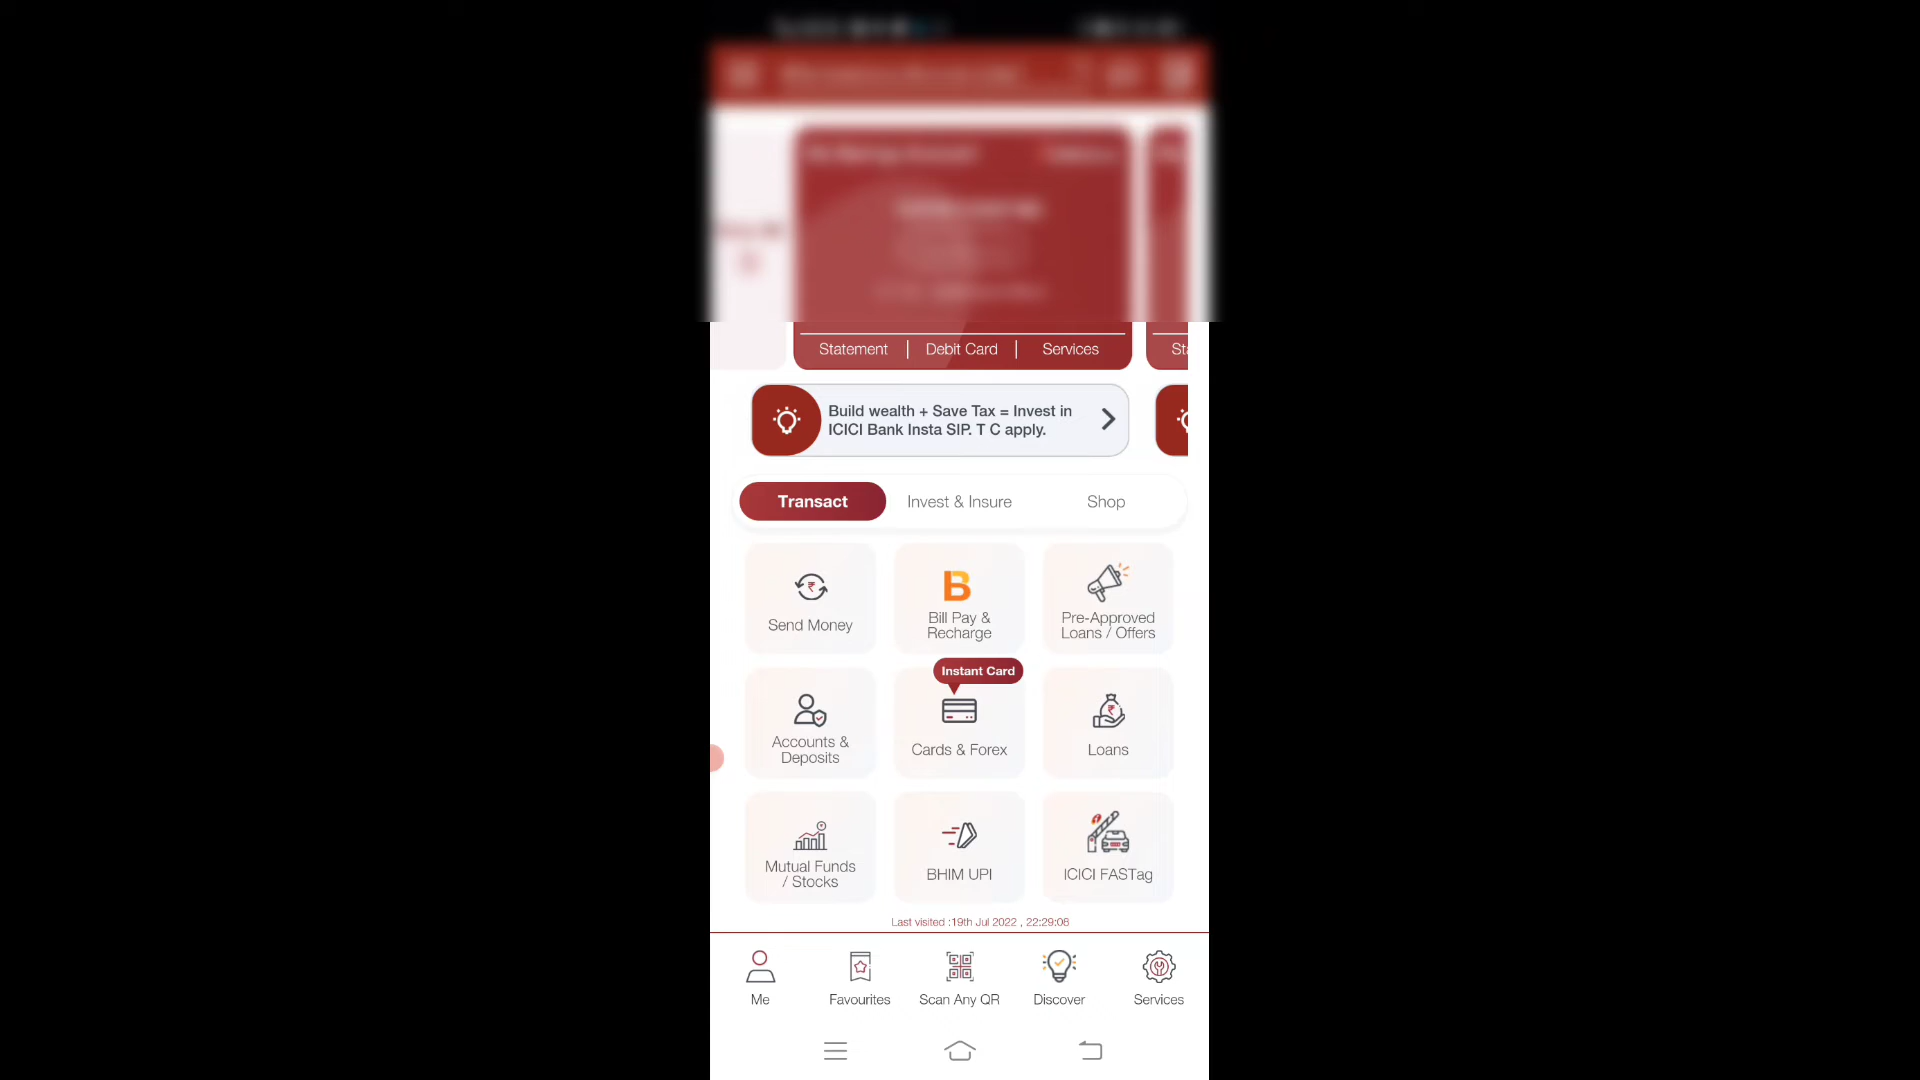 Statement
Debit Card
Services
Sta
Build wealth + Save Tax = Invest in
ICICI Bank Insta SIP. T C apply.
Transact
Invest & Insure
Shop
Send Money
Bill Pay &
Recharge
Pre-Approved
Loans / Offers
Instant Card
Accounts &
Deposits
Cards & Forex
Loans
Mutual Funds
/ Stocks
BHIM UPI
ICICI FASTag
Last visited :19th Jul 2022 , 22:29:08
Me
Favourites
Scan Any QR
Discover
Services